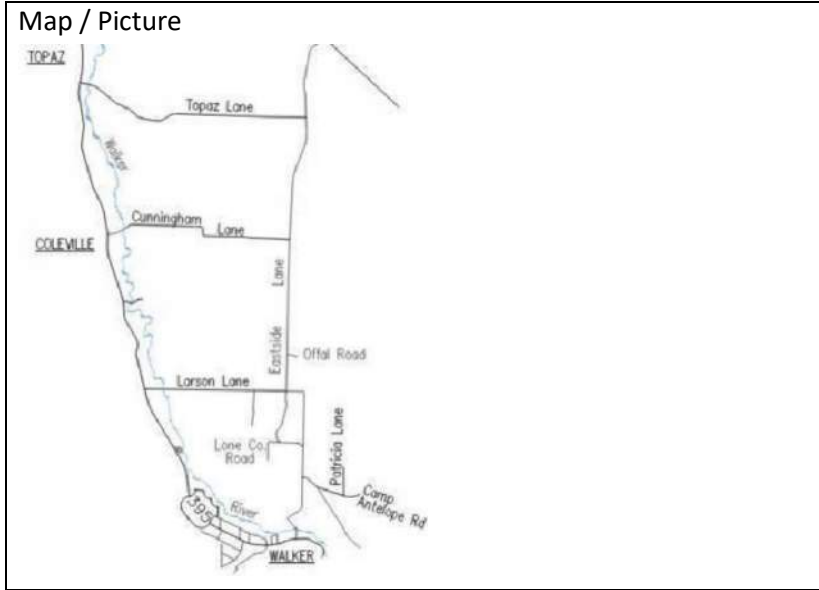 Map / Picture
TOPAZ
Topaz Lane
Walker
Cunningham
Lane
COLEVILLE
Lane
Eastside
Offal Road
Larson Lane
Lone Co.
Road
Patricia Lane
Camp
Antelope Rd
395
River
WALKER